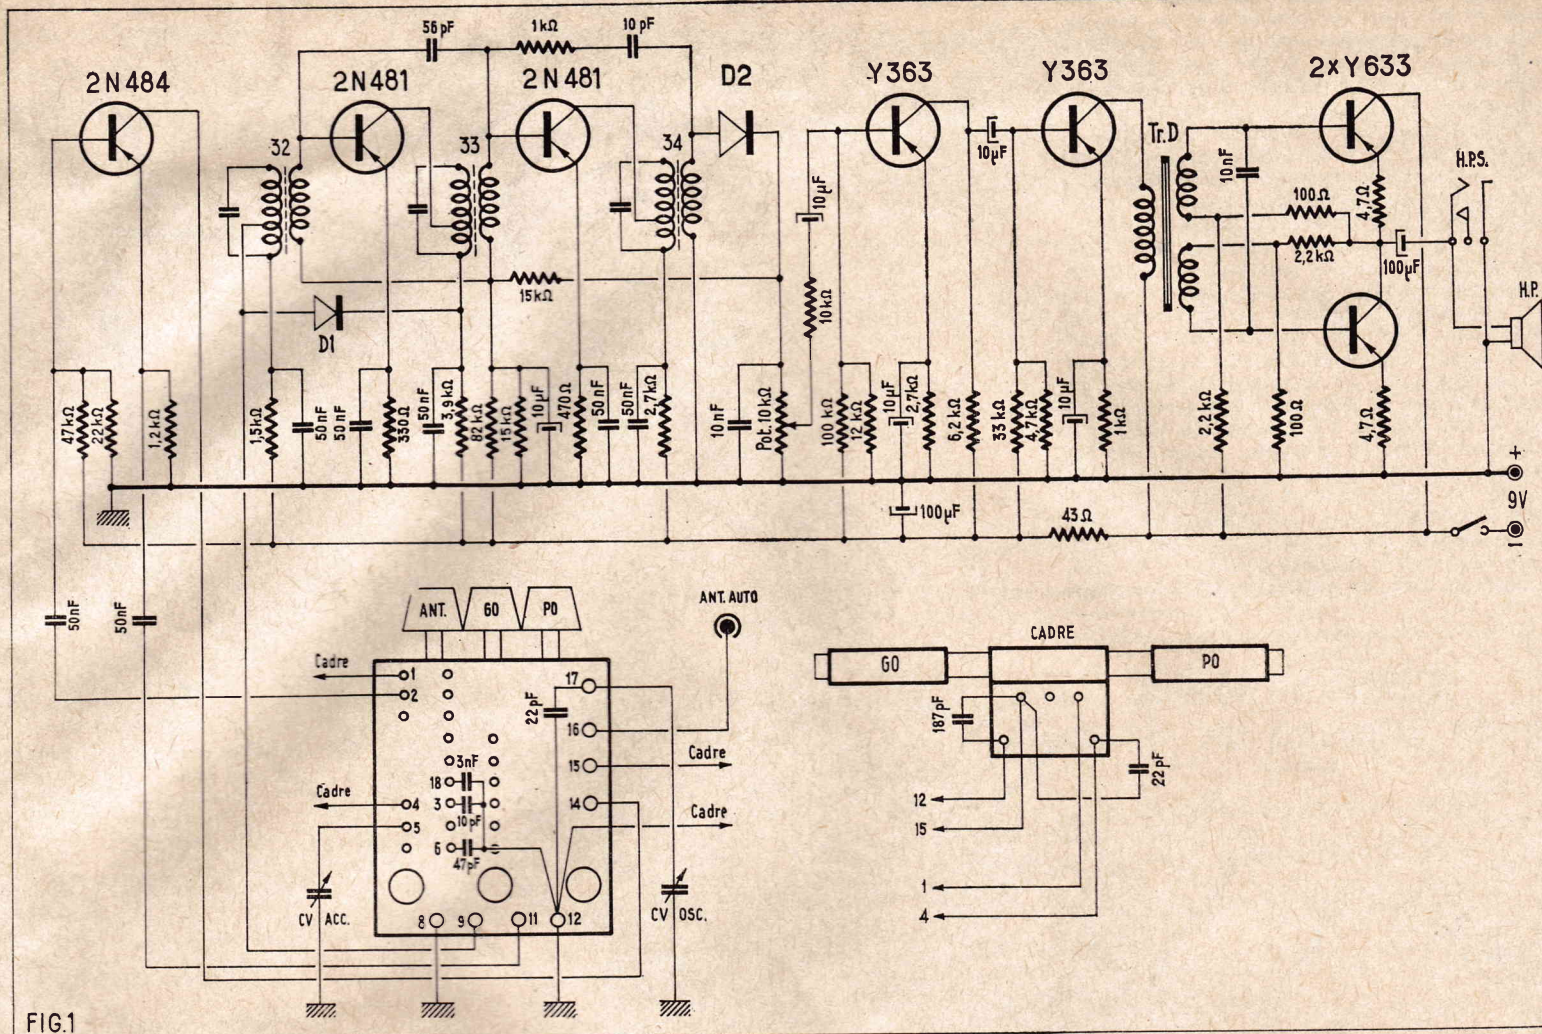 56 pF
1kΩ
10 pF
2N484
2N481
2N481
D2
Y363
Y363
2xY633
32
33
34
Tr.D
10µF
10µF
10nF
100Ω
4,7Ω
H.P.S.
2,2kΩ
100µF
15kΩ
10kΩ
H.P.
D1
47kΩ
22kΩ
1,2kΩ
1,5kΩ
50nF
50nF
330Ω
50nF
3,9kΩ
82kΩ
15kΩ
10µF
470Ω
50nF
50nF
2,7kΩ
10nF
Pot.10kΩ
100kΩ
12kΩ
10µF
2,7kΩ
6,2kΩ
33kΩ
4,7kΩ
10µF
1kΩ
2,2kΩ
100Ω
4,7Ω
+
9V
−
100µF
43Ω
50nF
50nF
ANT.
GO
PO
ANT. AUTO
CADRE
GO
PO
Cadre
1
2
17
22pF
16
187pF
22pF
3nF
15
Cadre
18
Cadre
4
3
14
12
10pF
Cadre
5
15
6
47pF
CV ACC.
CV OSC.
1
8
9
11
12
4
FIG.1